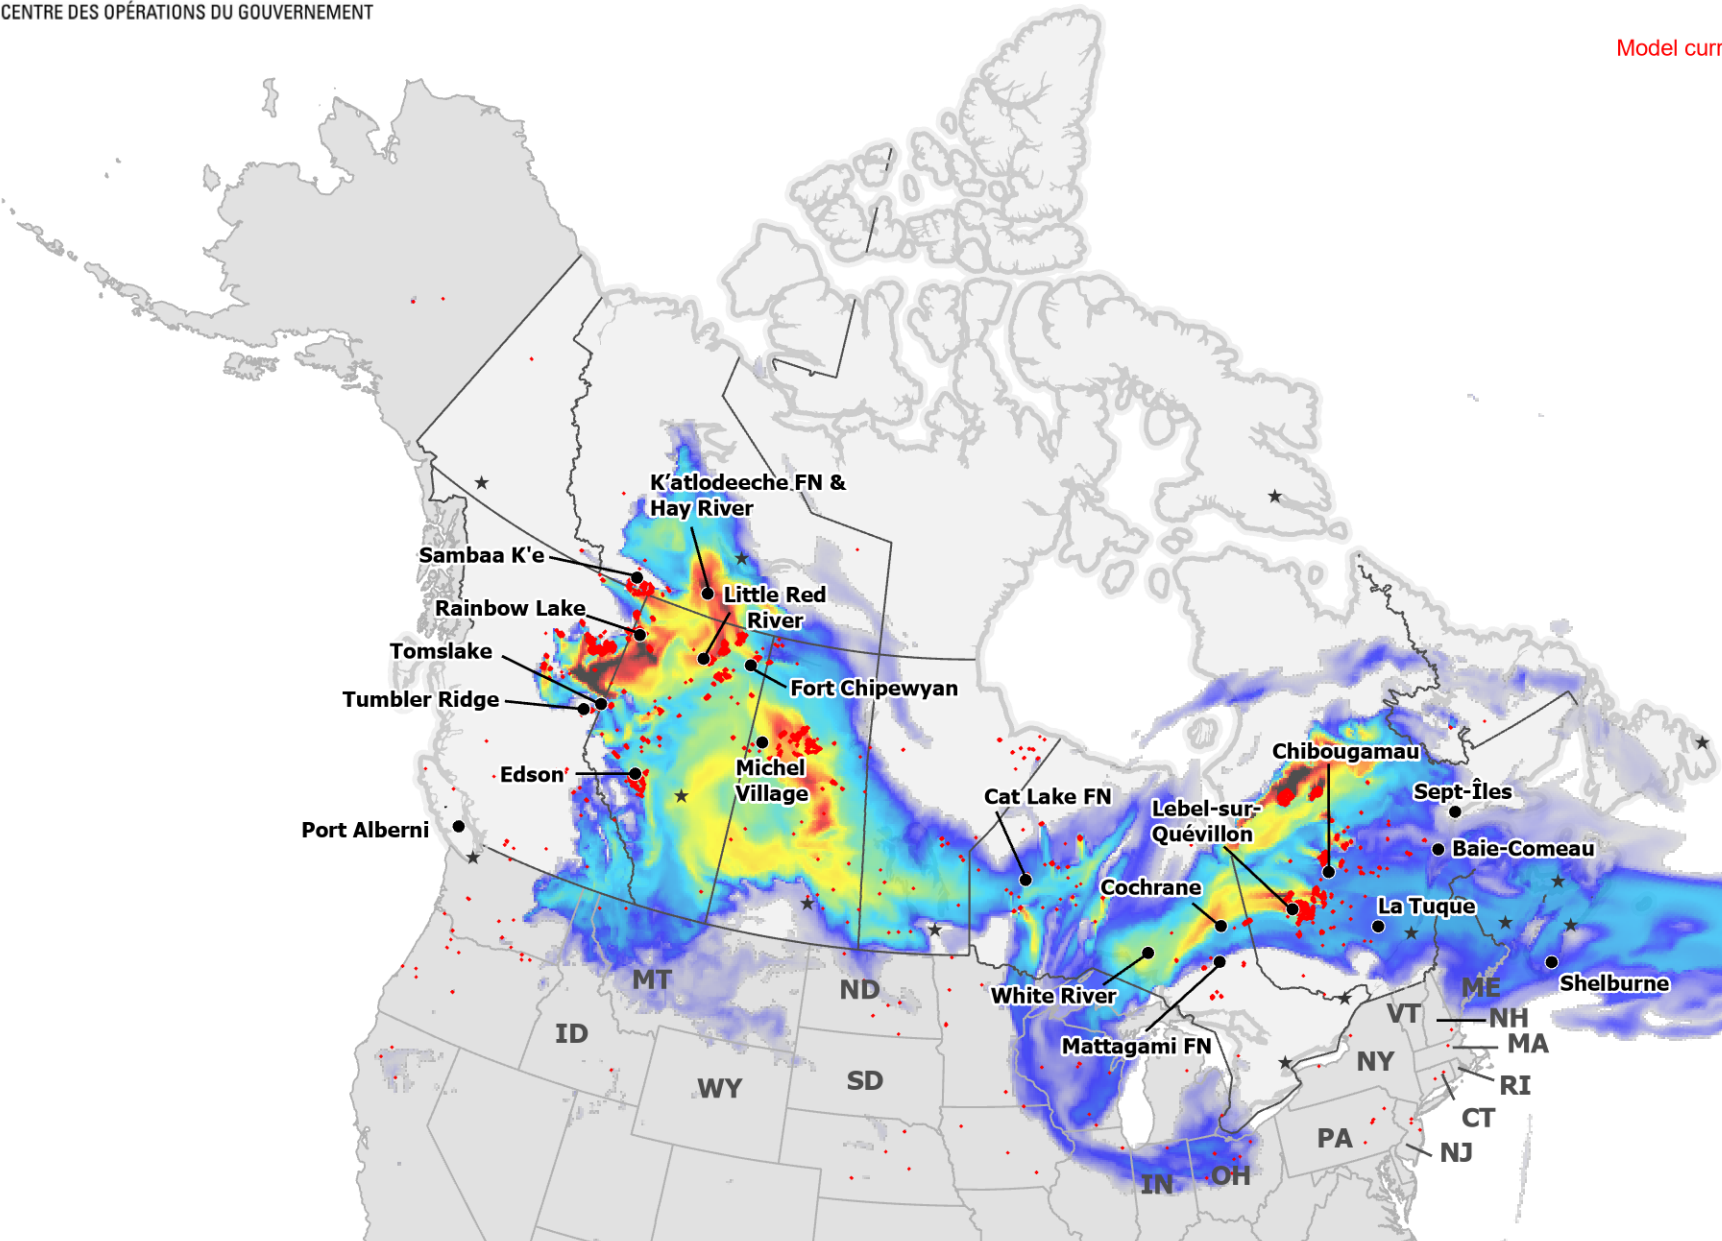 CENTRE DES OPÉRATIONS DU GOUVERNEMENT
Model curr
K'atlodeeche FN &
Hay River
Sambaa K'e
Little Red
River
Rainbow Lake
Tomslake
Fort Chipewyan
Tumbler Ridge
Chibougamau
Michel
Village
Edson
Sept-Îles
Cat Lake FN
Lebel-sur-
Quévillon
Port Alberni
Baie-Comeau
Cochrane
La Tuque
MT
ND
White River
ME
Shelburne
VT
NH
ID
Mattagami FN
MA
NY
SD
WY
RI
CT
PA
NJ
IN
OH